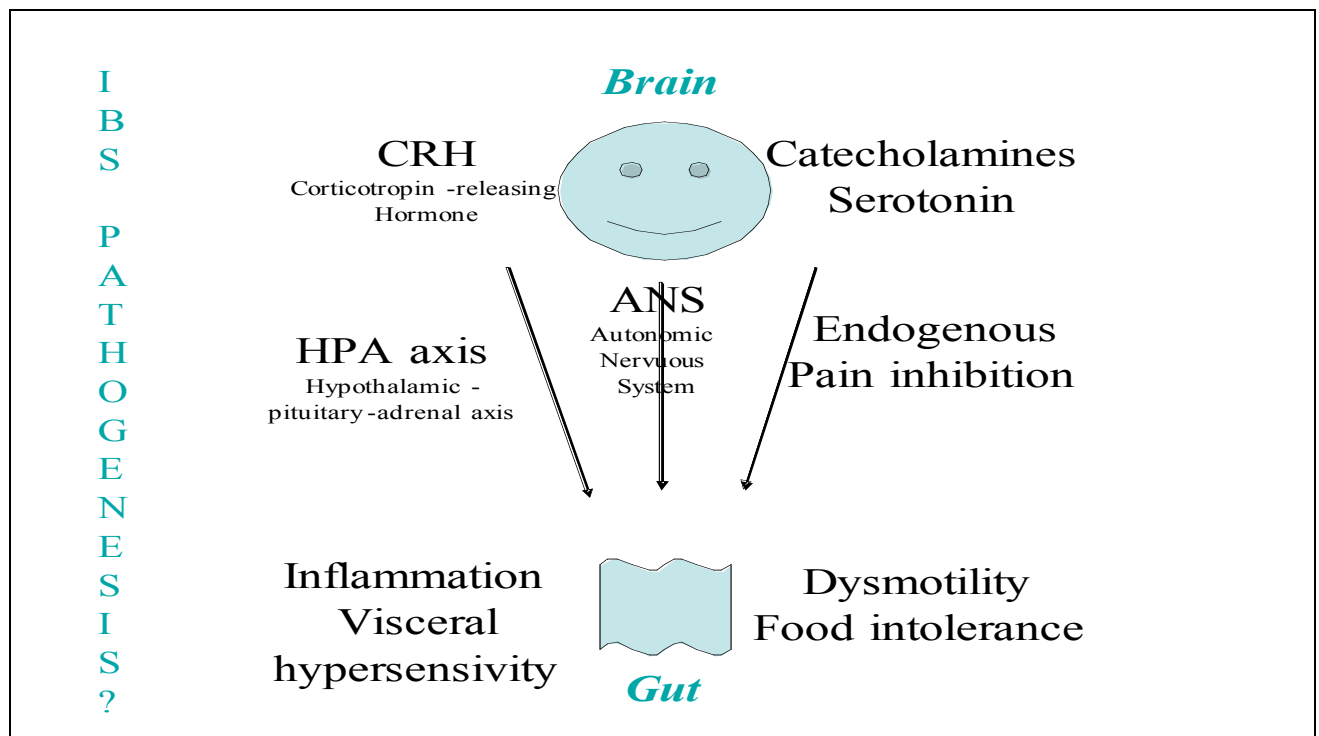 I
B
S
P
A
T
H
O
G
E
N
E
S
I
S
?
Brain
CRH
Corticotropin -releasing
Hormone
Catecholamines
Serotonin
HPA axis
Hypothalamic -
pituitary-adrenal axis
ANS
Autonomic
Nervuous
System
Endogenous
Pain inhibition
Inflammation
Visceral
hypersensivity
Dysmotility
Food intolerance
Gut